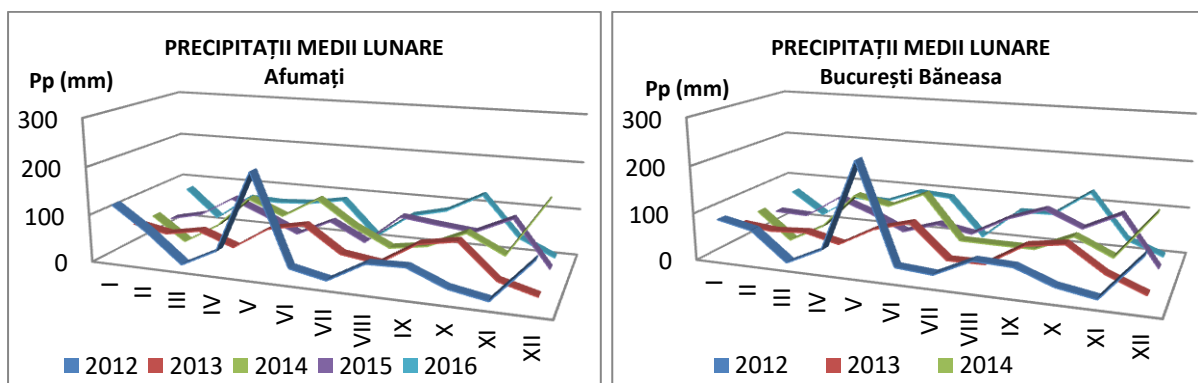 PRECIPITAȚII MEDII LUNARE
Afumați
Pp (mm)
300
200
100
0
I
II
III
IV
V
VI
VII
VIII
IX
X
XI
XII
2012 2013 2014 2015 2016
PRECIPITAȚII MEDII LUNARE
București Băneasa
Pp (mm)
300
200
100
0
I
II
III
IV
V
VI
VII
VIII
IX
X
XI
XII
2012 2013 2014